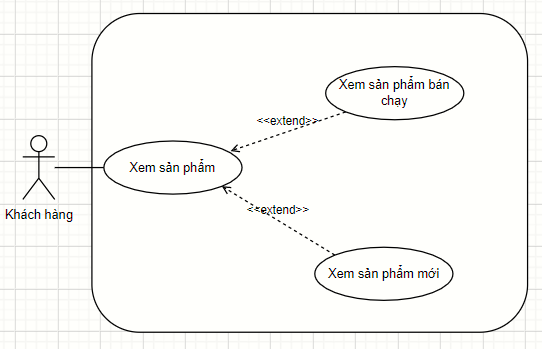 Xem sản phẩm bán
chạy
<<extend>>
Xem sản phẩm
Khách hàng
<<extend>>
Xem sản phẩm mới